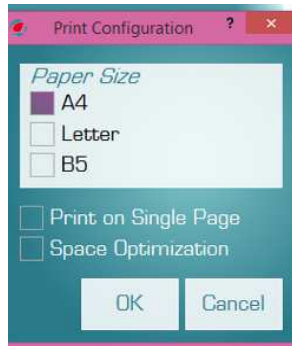 Print Configuration ? ×
Paper Size
A4
Letter
B5
Print on Single Page
Space Optimization
OK Cancel